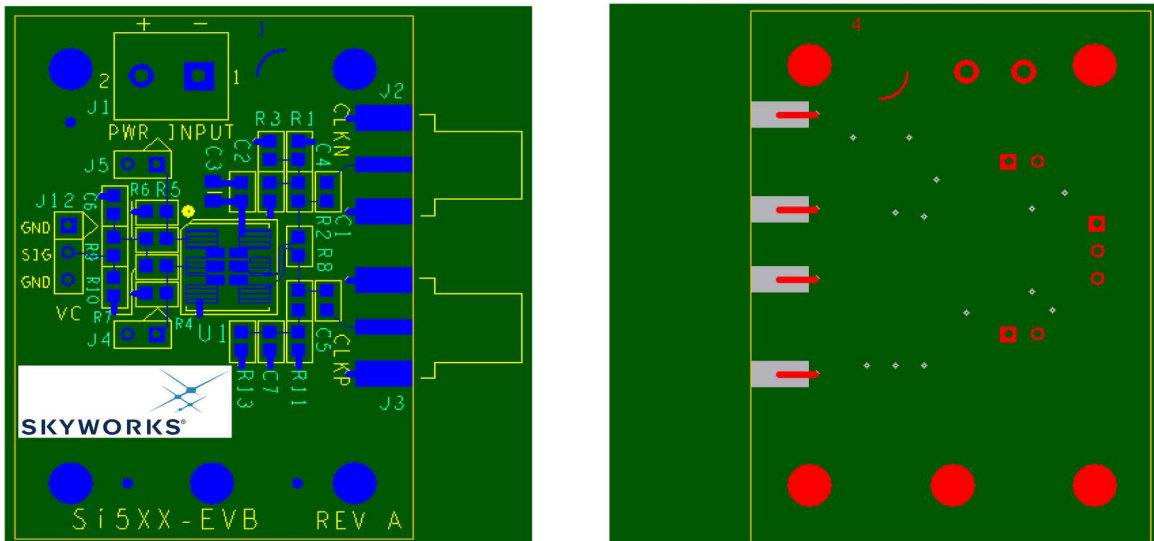 + -
1
4
2 1
J1
PWR INPUT
J2
CLKN
R3 R1
J5
C3
C2
C4
R6 R5
J12
C6
C1
GND
R2
SIG
R9
R8
GND
R10
VC
R7
R4
J4
U1
C5
CLKP
R13
C7
R11
J3
SKYWORKS®
Si5XX-EVB REV A